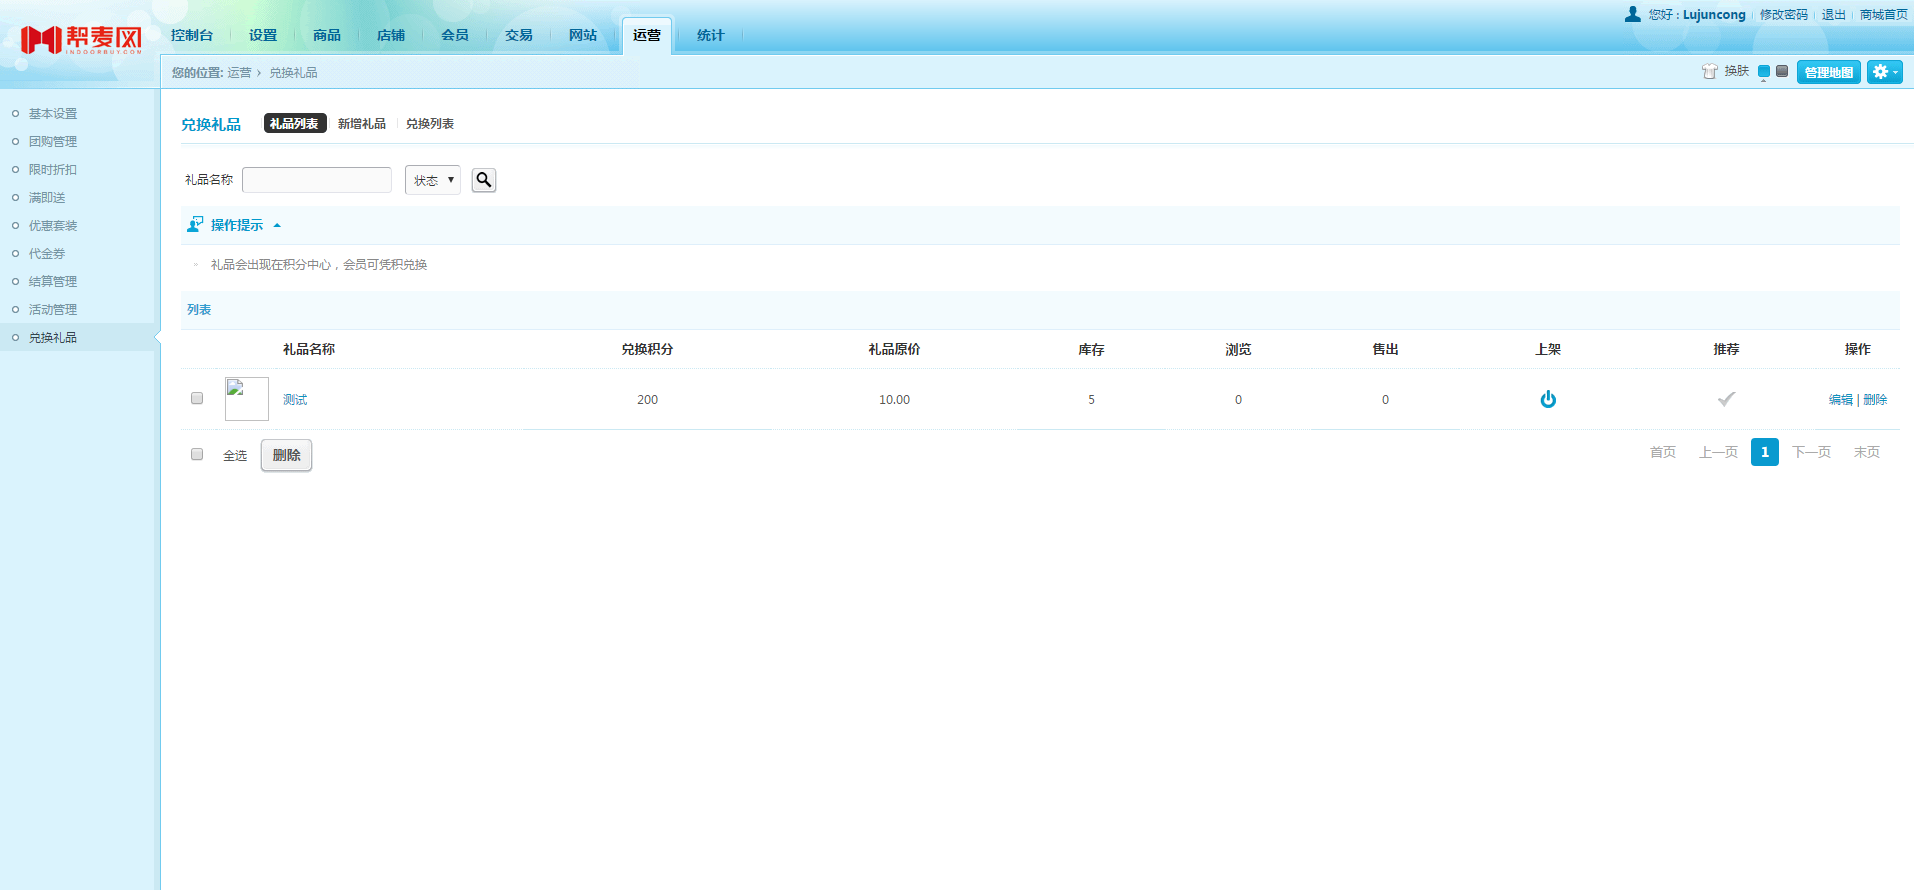 您好 : Lujuncong 修改密码 退出 商城首页
帮麦网
INDOORBUY.COM
控制台 设置 商品 店铺 会员 交易 网站 运营 统计
您的位置: 运营 › 兑换礼品
换肤 管理地图
基本设置
团购管理
限时折扣
满即送
优惠套装
代金券
结算管理
活动管理
兑换礼品
兑换礼品 礼品列表 新增礼品 兑换列表
礼品名称 状态
操作提示
礼品会出现在积分中心，会员可凭积兑换
列表
礼品名称 兑换积分 礼品原价 库存 浏览 售出 上架 推荐 操作
测试 200 10.00 5 0 0 编辑 | 删除
全选 删除
首页 上一页 1 下一页 末页